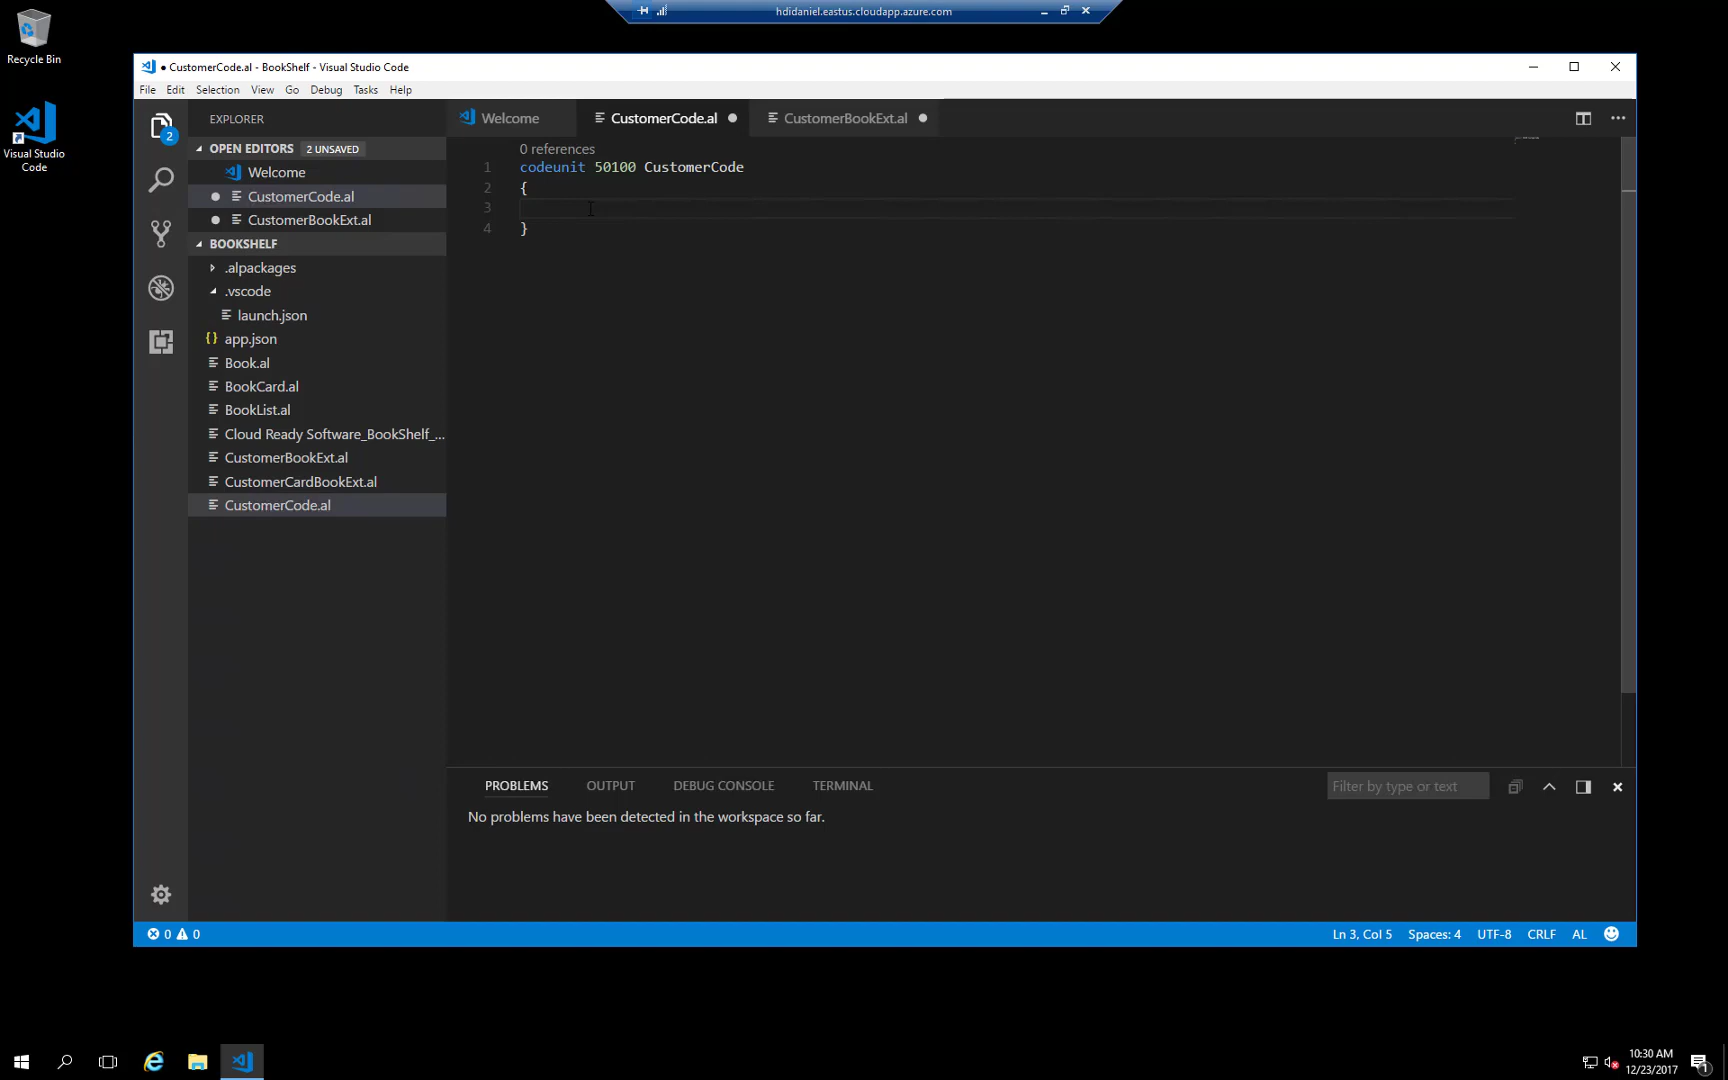 hdidaniel.eastus.cloudapp.azure.com
Recycle Bin
Visual Studio
Code
● CustomerCode.al - BookShelf - Visual Studio Code
File Edit Selection View Go Debug Tasks Help
2
EXPLORER
OPEN EDITORS 2 UNSAVED
Welcome
CustomerCode.al
CustomerBookExt.al
BOOKSHELF
.alpackages
.vscode
launch.json
{} app.json
Book.al
BookCard.al
BookList.al
Cloud Ready Software_BookShelf_...
CustomerBookExt.al
CustomerCardBookExt.al
CustomerCode.al
Welcome CustomerCode.al CustomerBookExt.al
0 references
1 codeunit 50100 CustomerCode
2 {
3
4 }
PROBLEMS OUTPUT DEBUG CONSOLE TERMINAL
Filter by type or text
No problems have been detected in the workspace so far.
0 0
Ln 3, Col 5 Spaces: 4 UTF-8 CRLF AL
10:30 AM
12/23/2017
1